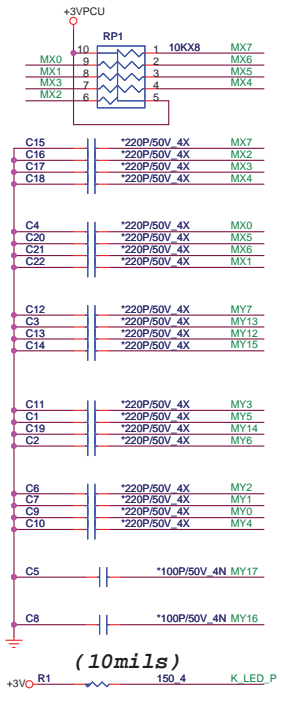 +3VPCU
RP1
10 1 10KX8 MX7
MX0 9 2 MX6
MX1 8 3 MX5
MX3 7 4 MX4
MX2 6 5
C15 *220P/50V_4X MX7
C16 *220P/50V_4X MX2
C17 *220P/50V_4X MX3
C18 *220P/50V_4X MX4
C4 *220P/50V_4X MX0
C20 *220P/50V_4X MX5
C21 *220P/50V_4X MX6
C22 *220P/50V_4X MX1
C12 *220P/50V_4X MY7
C3 *220P/50V_4X MY13
C13 *220P/50V_4X MY12
C14 *220P/50V_4X MY15
C11 *220P/50V_4X MY3
C1 *220P/50V_4X MY5
C19 *220P/50V_4X MY14
C2 *220P/50V_4X MY6
C6 *220P/50V_4X MY2
C7 *220P/50V_4X MY1
C9 *220P/50V_4X MY0
C10 *220P/50V_4X MY4
C5 *100P/50V_4N MY17
C8 *100P/50V_4N MY16
(10mils)
+3V R1 150_4 K_LED_P